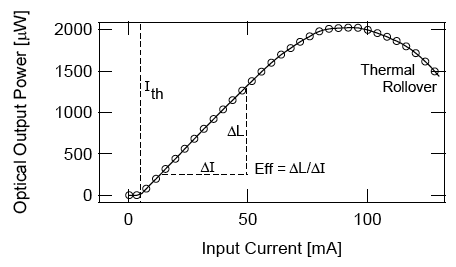 Optical Output Power [µW]
2000
1500
1000
500
0
I th
Thermal
Rollover
ΔL
ΔI
Eff = ΔL/ΔI
0
50
100
Input Current [mA]